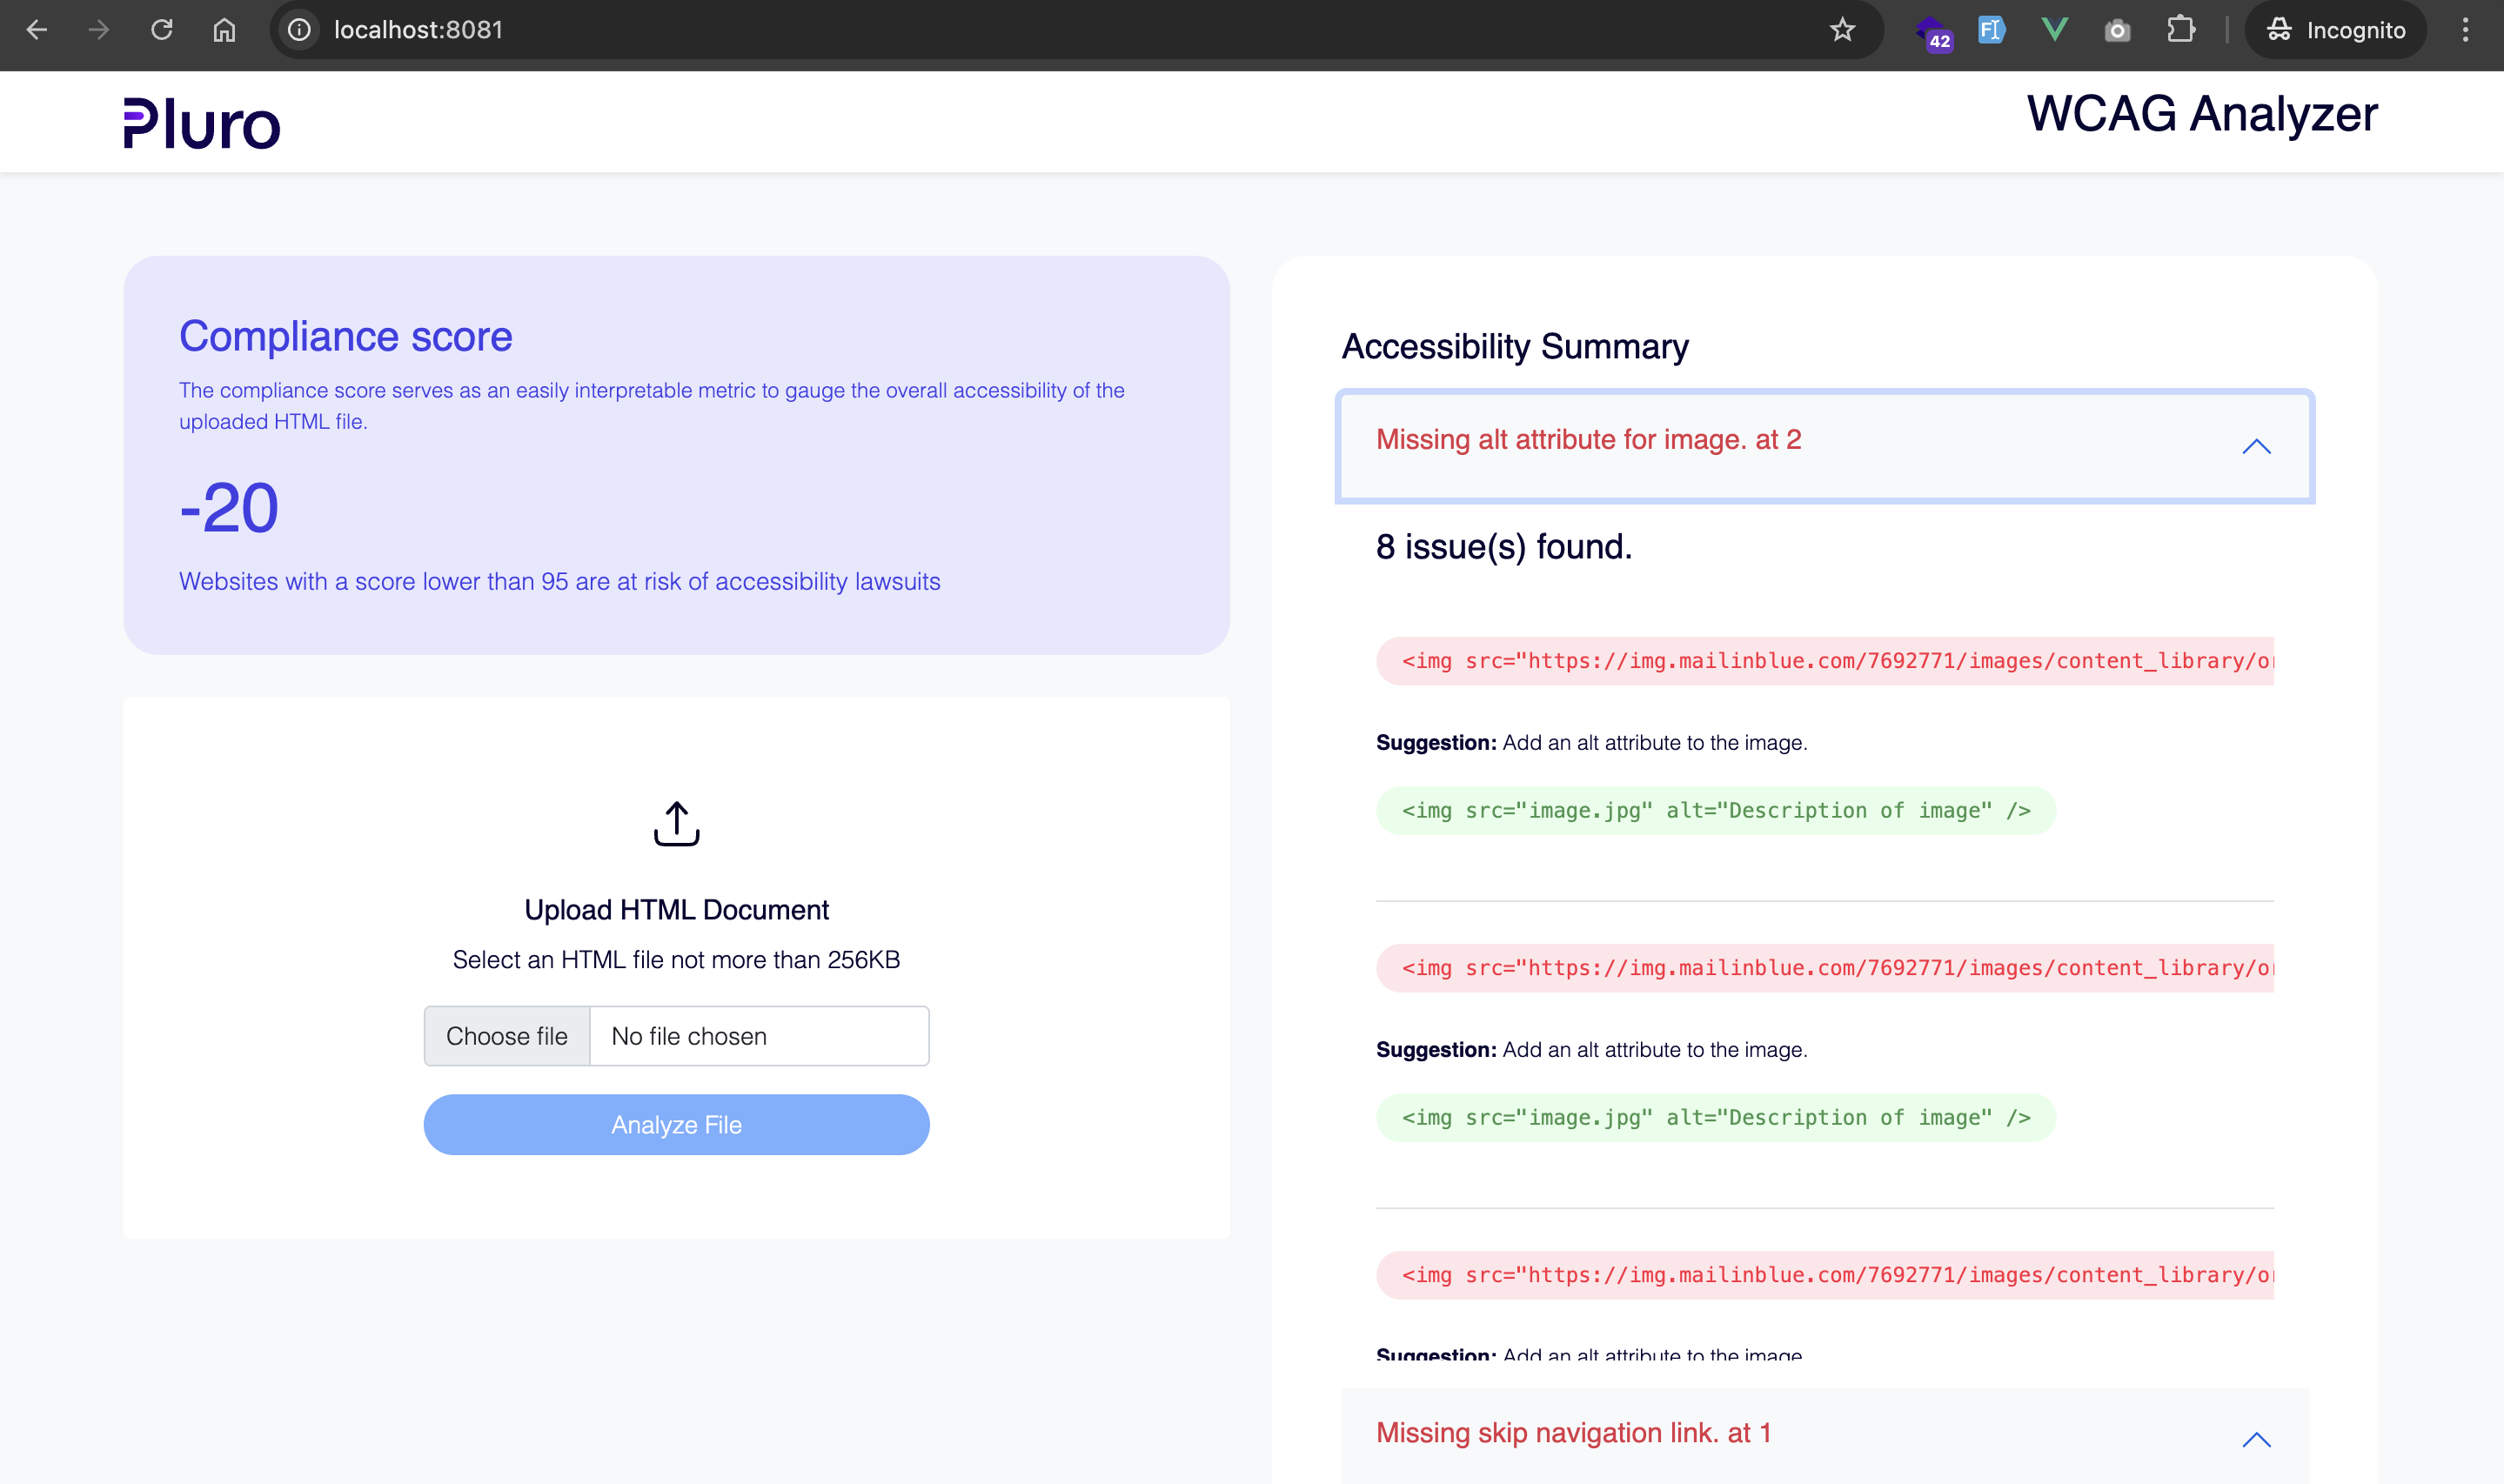 localhost:8081
42
Incognito
Pluro
WCAG Analyzer
Compliance score
The compliance score serves as an easily interpretable metric to gauge the overall accessibility of the
uploaded HTML file.
-20
Websites with a score lower than 95 are at risk of accessibility lawsuits
Upload HTML Document
Select an HTML file not more than 256KB
Choose file No file chosen
Analyze File
Accessibility Summary
Missing alt attribute for image. at 2
8 issue(s) found.
<img src="https://img.mailinblue.com/7692771/images/content_library/or
Suggestion: Add an alt attribute to the image.
<img src="image.jpg" alt="Description of image" />
<img src="https://img.mailinblue.com/7692771/images/content_library/or
Suggestion: Add an alt attribute to the image.
<img src="image.jpg" alt="Description of image" />
<img src="https://img.mailinblue.com/7692771/images/content_library/or
Suggestion: Add an alt attribute to the image.
Missing skip navigation link. at 1